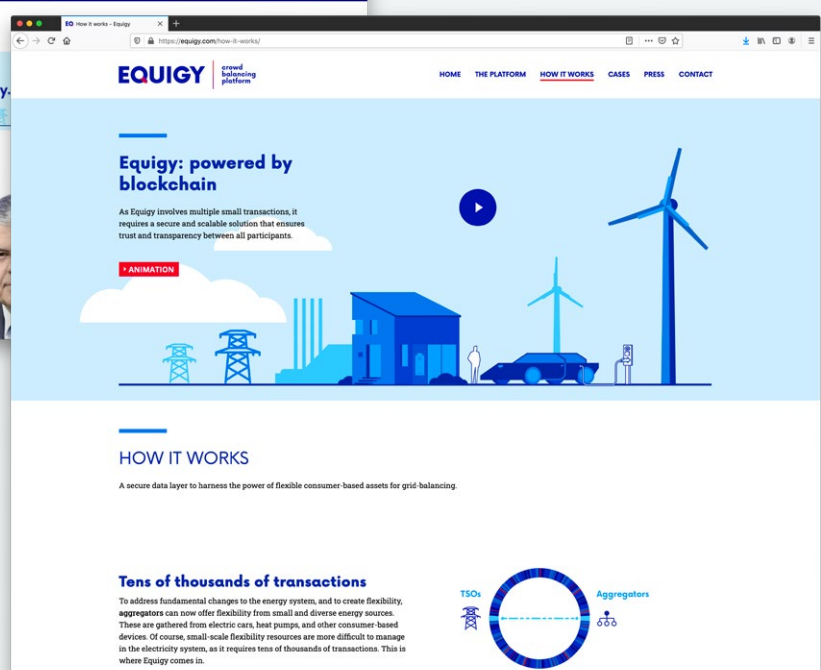 EQ How it works - Equigy
https://equigy.com/how-it-works/
y.
EQUIGY
crowd
balancing
platform
HOME THE PLATFORM HOW IT WORKS CASES PRESS CONTACT
Equigy: powered by
blockchain
As Equigy involves multiple small transactions, it
requires a secure and scalable solution that ensures
trust and transparency between all participants.
ANIMATION
HOW IT WORKS
A secure data layer to harness the power of flexible consumer-based assets for grid-balancing.
Tens of thousands of transactions
To address fundamental changes to the energy system, and to create flexibility,
aggregators can now offer flexibility from small and diverse energy sources.
These are gathered from electric cars, heat pumps, and other consumer-based
devices. Of course, small-scale flexibility resources are more difficult to manage
in the electricity system, as it requires tens of thousands of transactions. This is
where Equigy comes in.
TSOs
Aggregators